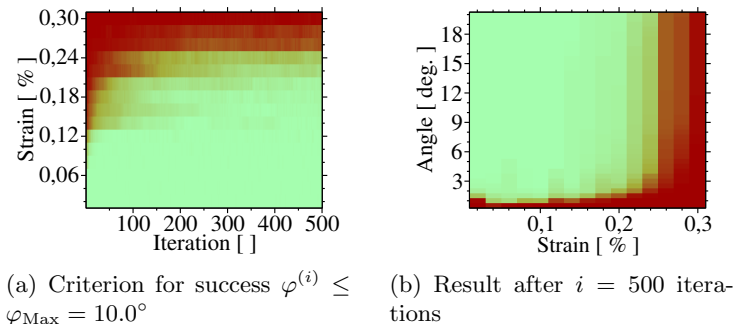 0,30
0,24
0,18
0,12
0,06
Strain [ % ]
100 200 300 400 500
Iteration [ ]
18
15
12
9
6
3
Angle [ deg. ]
0,1 0,2 0,3
Strain [ % ]
(a) Criterion for success φ^(i) ≤
φ_Max = 10.0°
(b) Result after i = 500 itera-
tions